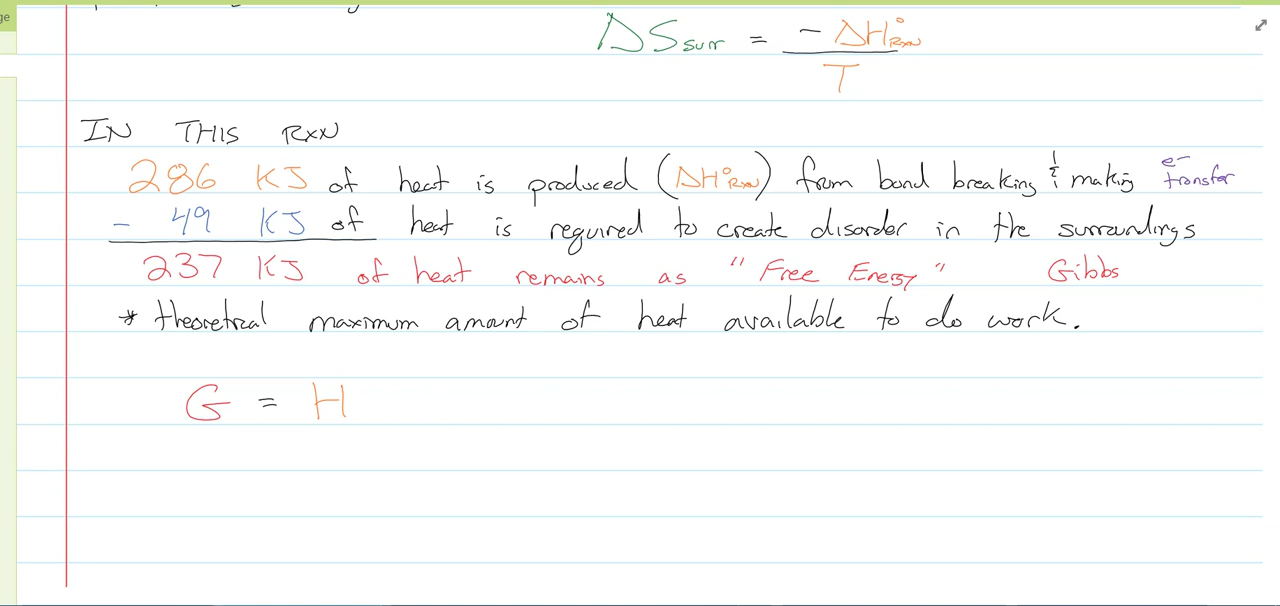 ge
ΔSsurr = -ΔH°RXN / T
IN THIS RXN
286 KJ of heat is produced (ΔH°RXN) from bond breaking & making e- transfer
- 49 KJ of heat is required to create disorder in the surroundings
237 KJ of heat remains as "Free Energy" Gibbs
* theoretical maximum amount of heat available to do work.
G = H